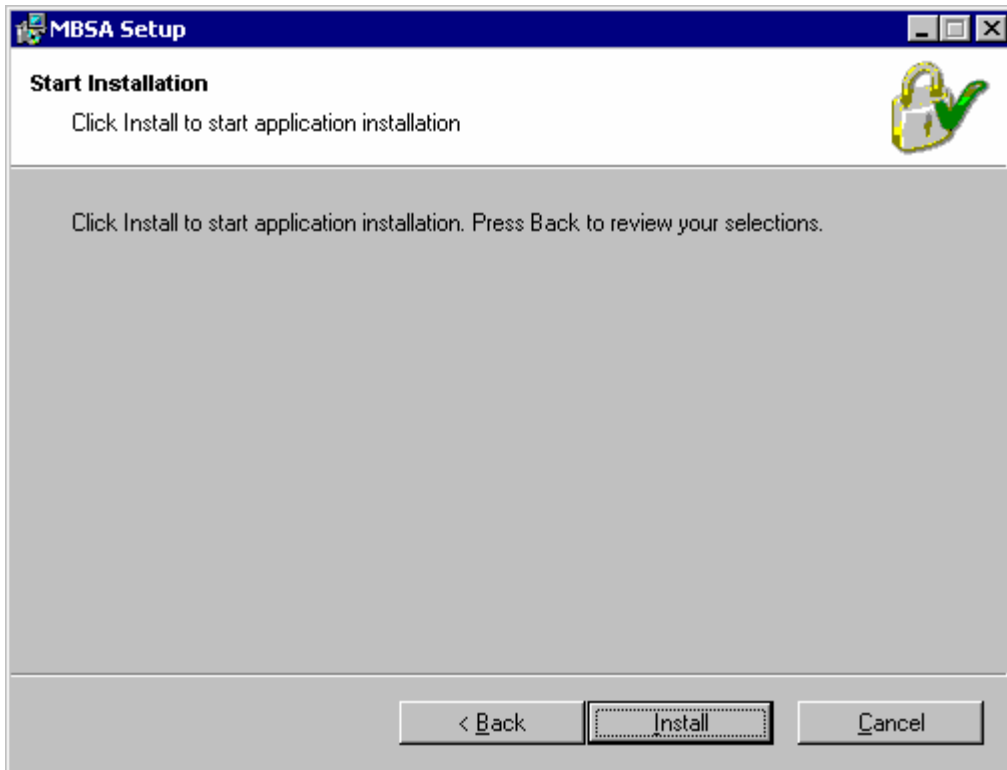 MBSA Setup
Start Installation
Click Install to start application installation
Click Install to start application installation. Press Back to review your selections.
< Back
Install
Cancel